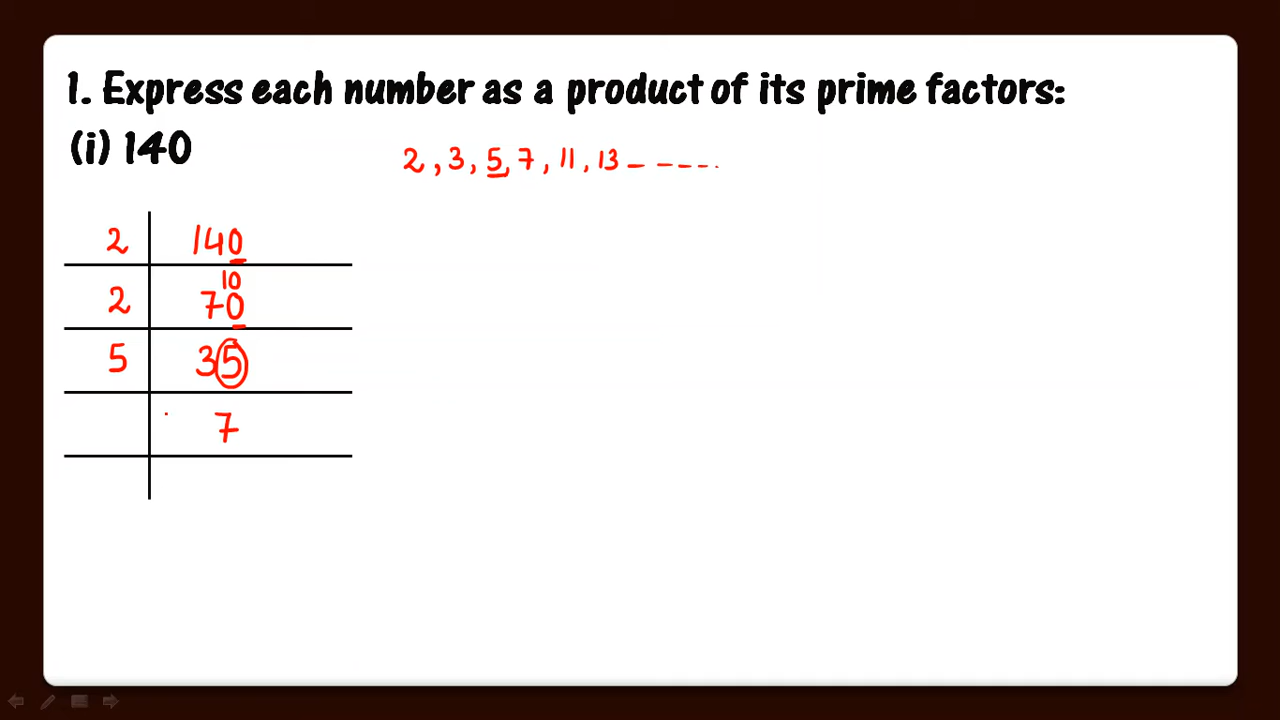 1. Express each number as a product of its prime factors:
(i) 140
2, 3, 5, 7, 11, 13 - - - - - .
2 140
10
2 70
5 35
7